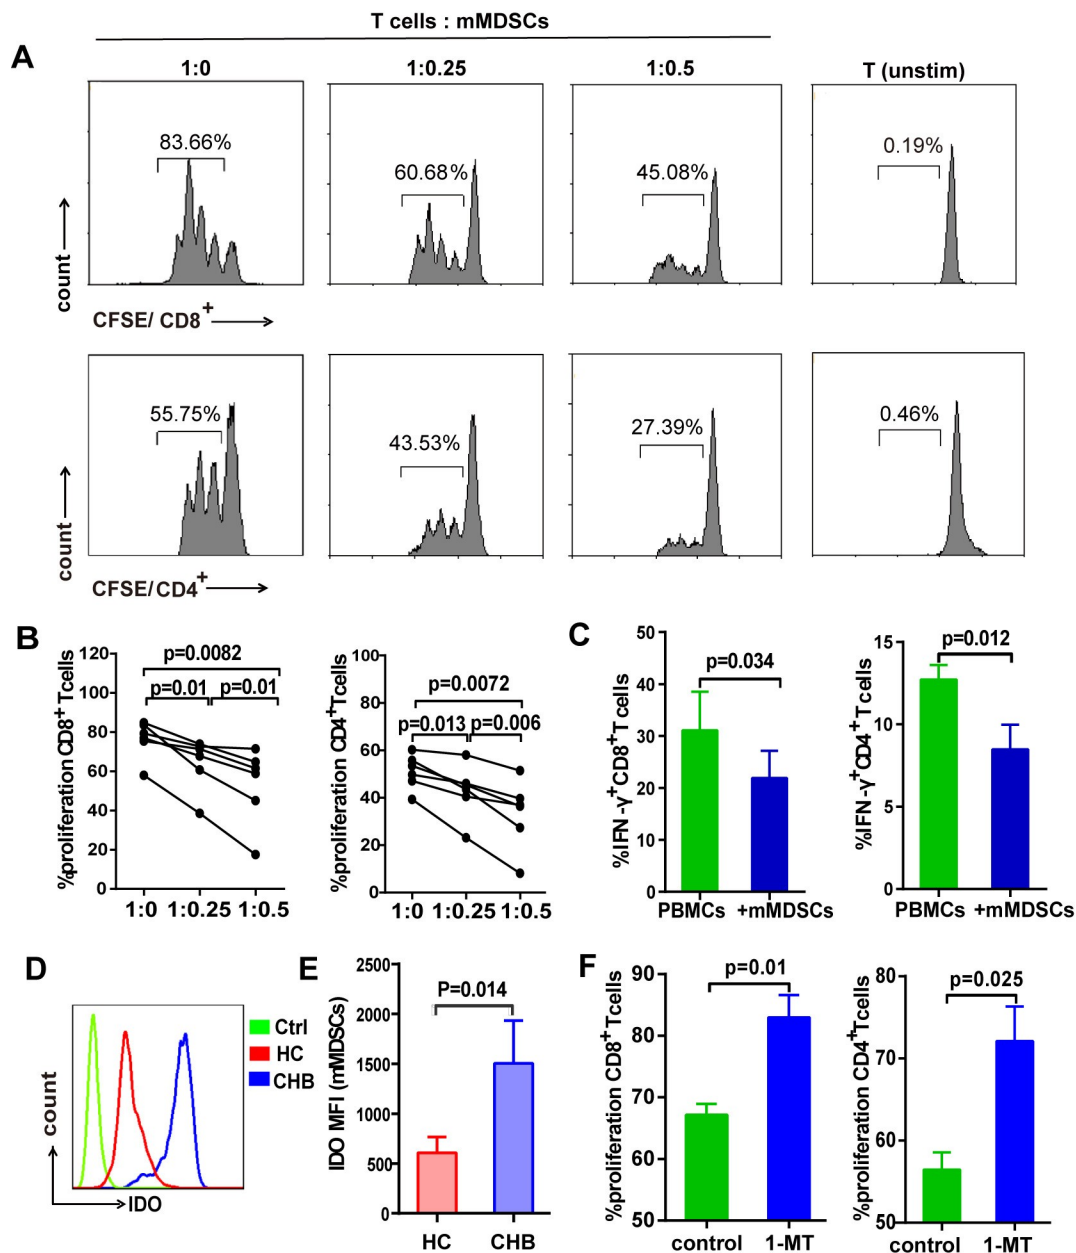 T cells : mMDSCs
A
1:0
1:0.25
1:0.5
T (unstim)
83.66%
60.68%
45.08%
0.19%
count
CFSE/ CD8+
55.75%
43.53%
27.39%
0.46%
count
CFSE/CD4+
B
%proliferation CD8+ Tcells
120
100
80
60
40
20
0
p=0.0082
p=0.01
p=0.01
1:0 1:0.25 1:0.5
%proliferation CD4+Tcells
100
80
60
40
20
0
p=0.0072
p=0.013
p=0.006
1:0 1:0.25 1:0.5
C
%IFN -γ+CD8+T cells
50
40
30
20
10
0
p=0.034
PBMCs +mMDSCs
%IFN -γ+CD4+T cells
15
10
5
0
p=0.012
PBMCs +mMDSCs
D
count
IDO
Ctrl
HC
CHB
E
IDO MFI (mMDSCs)
2500
2000
1500
1000
500
0
P=0.014
HC CHB
F
%proliferation CD8+Tcells
90
80
70
60
50
p=0.01
control 1-MT
%proliferation CD4+Tcells
80
70
60
50
p=0.025
control 1-MT